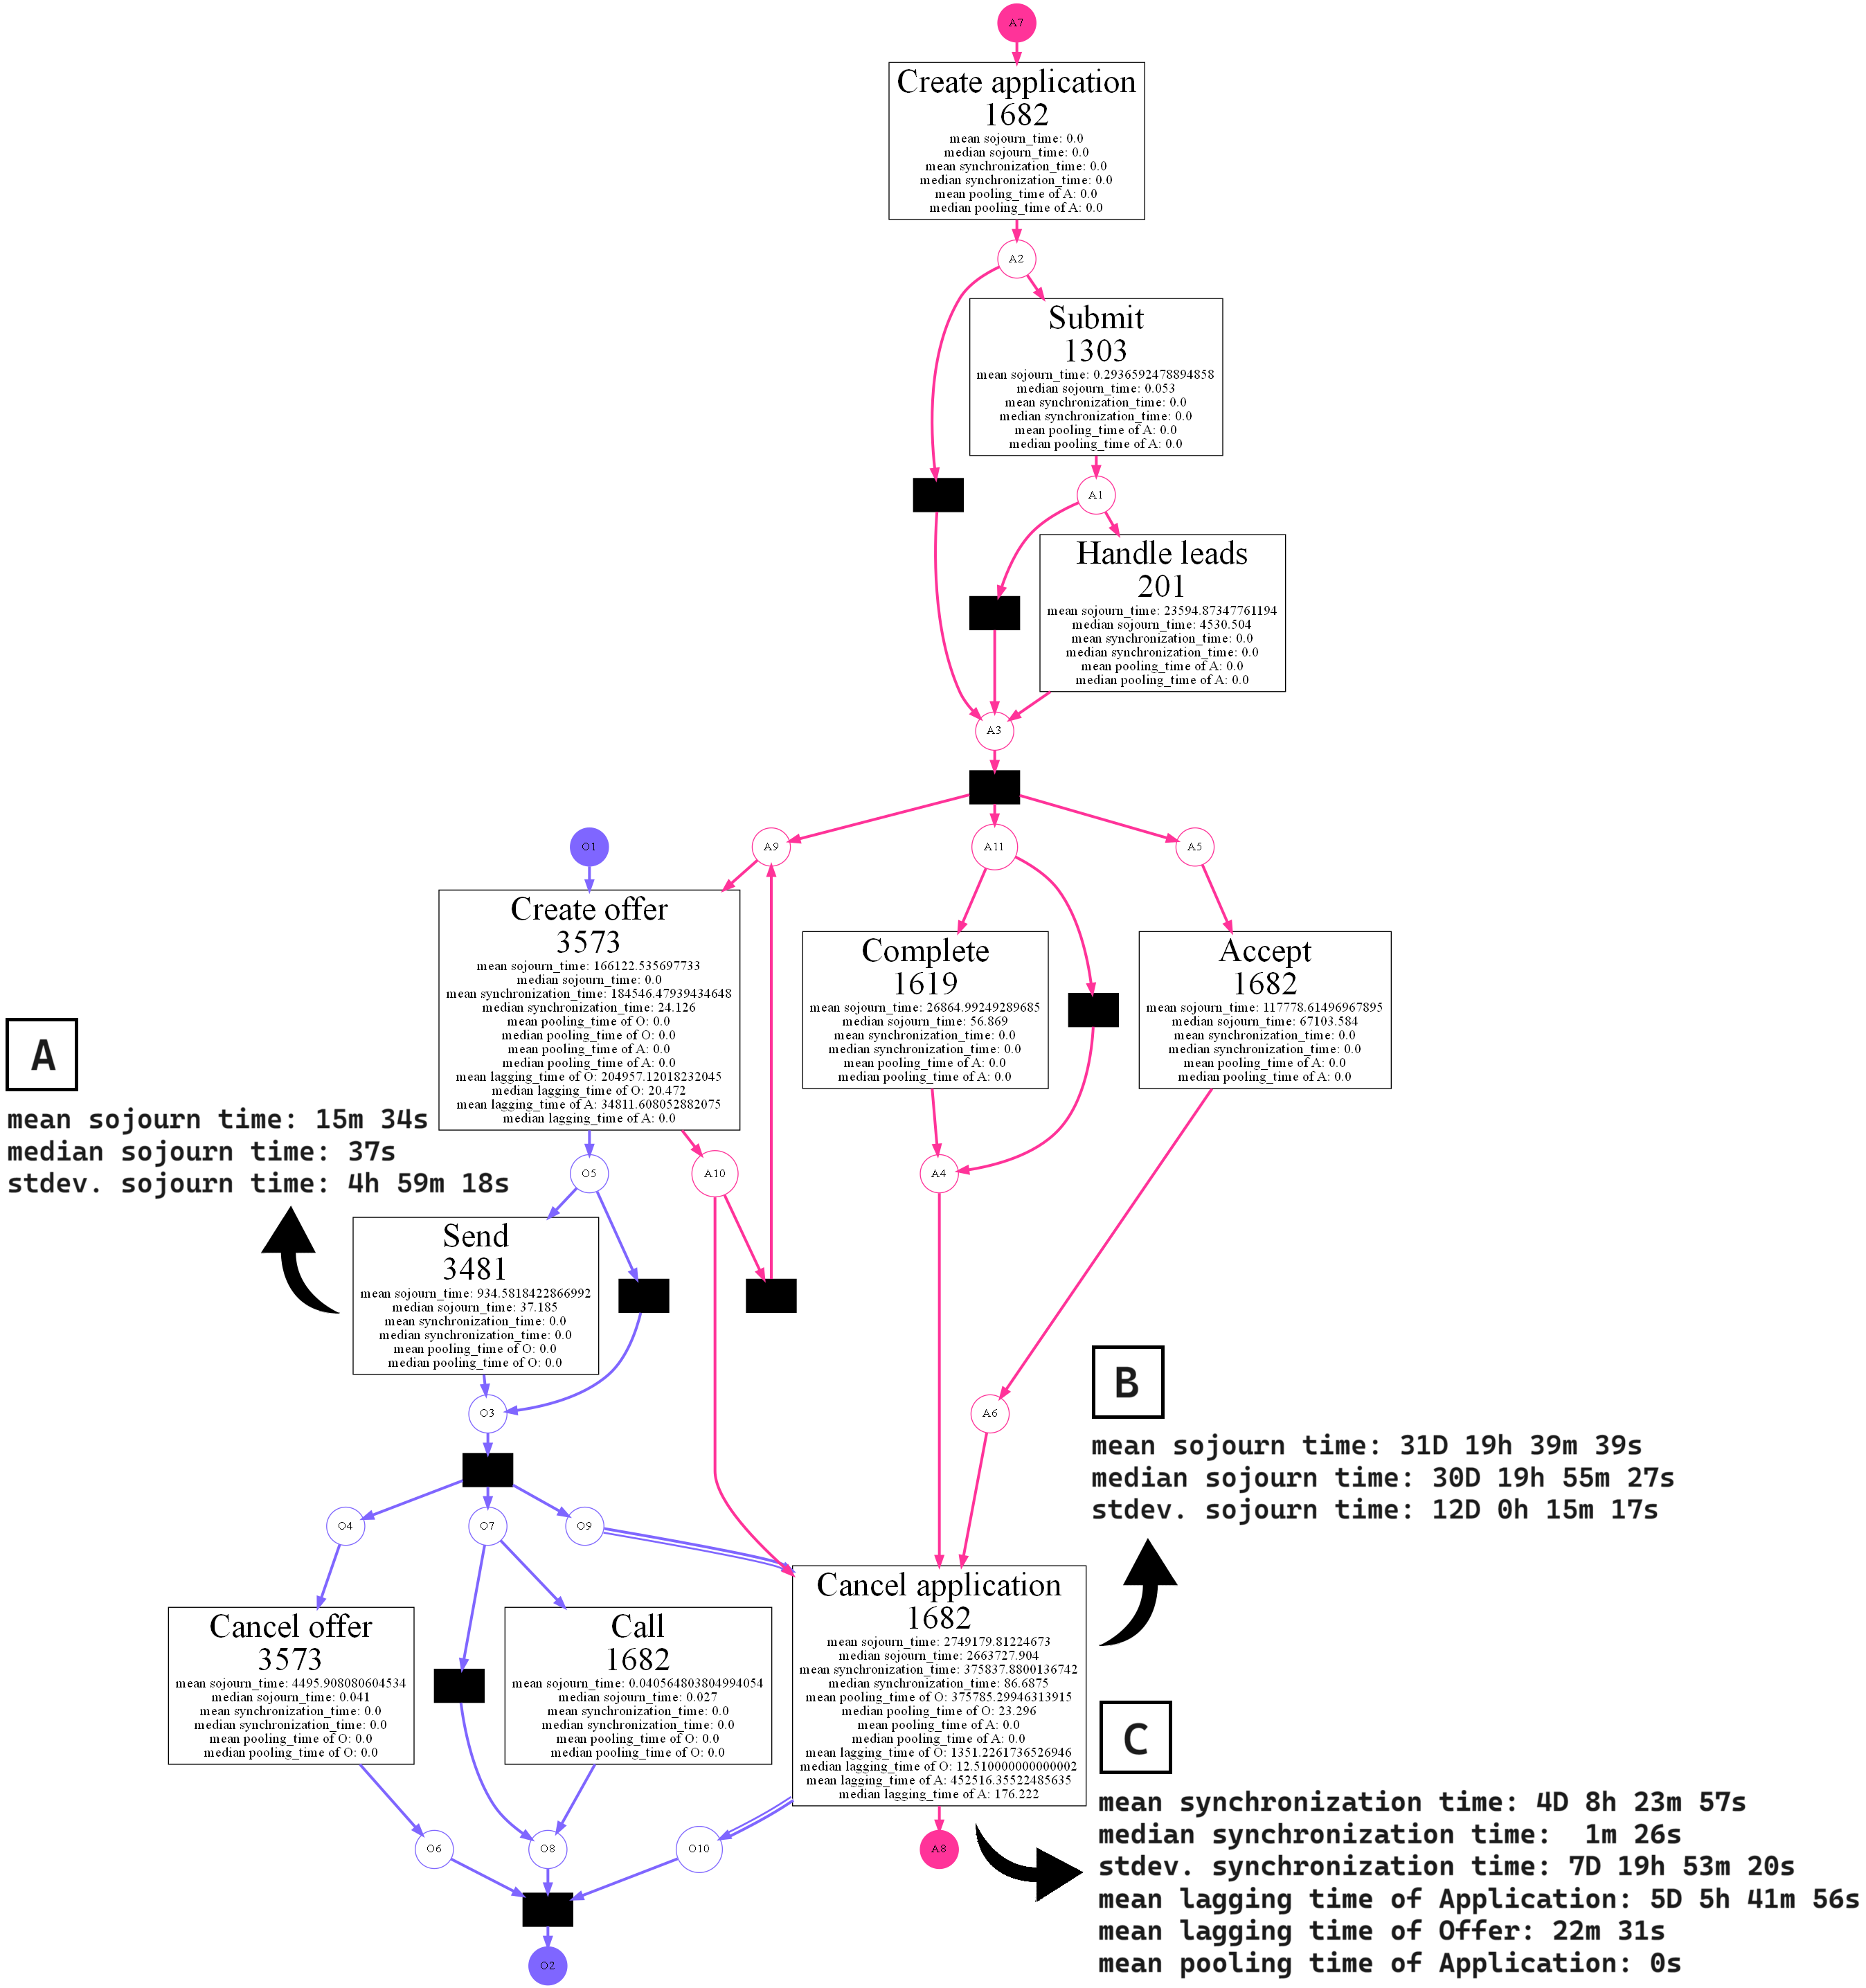 A7
Create application
1682
mean sojourn_time: 0.0
median sojourn_time: 0.0
mean synchronization_time: 0.0
median synchronization_time: 0.0
mean pooling_time of A: 0.0
median pooling_time of A: 0.0
A2
Submit
1303
mean sojourn_time: 0.2936592478894858
median sojourn_time: 0.053
mean synchronization_time: 0.0
median synchronization_time: 0.0
mean pooling_time of A: 0.0
median pooling_time of A: 0.0
A1
Handle leads
201
mean sojourn_time: 23594.87347761194
median sojourn_time: 4530.504
mean synchronization_time: 0.0
median synchronization_time: 0.0
mean pooling_time of A: 0.0
median pooling_time of A: 0.0
A3
O1
A9
A11
A5
Create offer
3573
mean sojourn_time: 166122.535697733
median sojourn_time: 0.0
mean synchronization_time: 184546.47939434648
median synchronization_time: 24.126
mean pooling_time of O: 0.0
median pooling_time of O: 0.0
mean pooling_time of A: 0.0
median pooling_time of A: 0.0
mean lagging_time of O: 204957.12018232045
median lagging_time of O: 20.472
mean lagging_time of A: 34811.608052882075
median lagging_time of A: 0.0
Complete
1619
mean sojourn_time: 26864.99249289685
median sojourn_time: 56.869
mean synchronization_time: 0.0
median synchronization_time: 0.0
mean pooling_time of A: 0.0
median pooling_time of A: 0.0
Accept
1682
mean sojourn_time: 117778.61496967895
median sojourn_time: 67103.584
mean synchronization_time: 0.0
median synchronization_time: 0.0
mean pooling_time of A: 0.0
median pooling_time of A: 0.0
A
mean sojourn time: 15m 34s
median sojourn time: 37s
stdev. sojourn time: 4h 59m 18s
O5
A10
A4
Send
3481
mean sojourn_time: 934.5818422866992
median sojourn_time: 37.185
mean synchronization_time: 0.0
median synchronization_time: 0.0
mean pooling_time of O: 0.0
median pooling_time of O: 0.0
O3
A6
B
mean sojourn time: 31D 19h 39m 39s
median sojourn time: 30D 19h 55m 27s
stdev. sojourn time: 12D 0h 15m 17s
O4
O7
O9
Cancel offer
3573
mean sojourn_time: 4495.908080604534
median sojourn_time: 0.041
mean synchronization_time: 0.0
median synchronization_time: 0.0
mean pooling_time of O: 0.0
median pooling_time of O: 0.0
Call
1682
mean sojourn_time: 0.040564803804994054
median sojourn_time: 0.027
mean synchronization_time: 0.0
median synchronization_time: 0.0
mean pooling_time of O: 0.0
median pooling_time of O: 0.0
Cancel application
1682
mean sojourn_time: 2749179.81224673
median sojourn_time: 2663727.904
mean synchronization_time: 375837.8800136742
median synchronization_time: 86.6875
mean pooling_time of O: 375785.29946313915
median pooling_time of O: 23.296
mean pooling_time of A: 0.0
median pooling_time of A: 0.0
mean lagging_time of O: 1351.2261736526946
median lagging_time of O: 12.510000000000002
mean lagging_time of A: 452516.35522485635
median lagging_time of A: 176.222
C
mean synchronization time: 4D 8h 23m 57s
median synchronization time: 1m 26s
stdev. synchronization time: 7D 19h 53m 20s
mean lagging time of Application: 5D 5h 41m 56s
mean lagging time of Offer: 22m 31s
mean pooling time of Application: 0s
O6
O8
O10
A8
O2